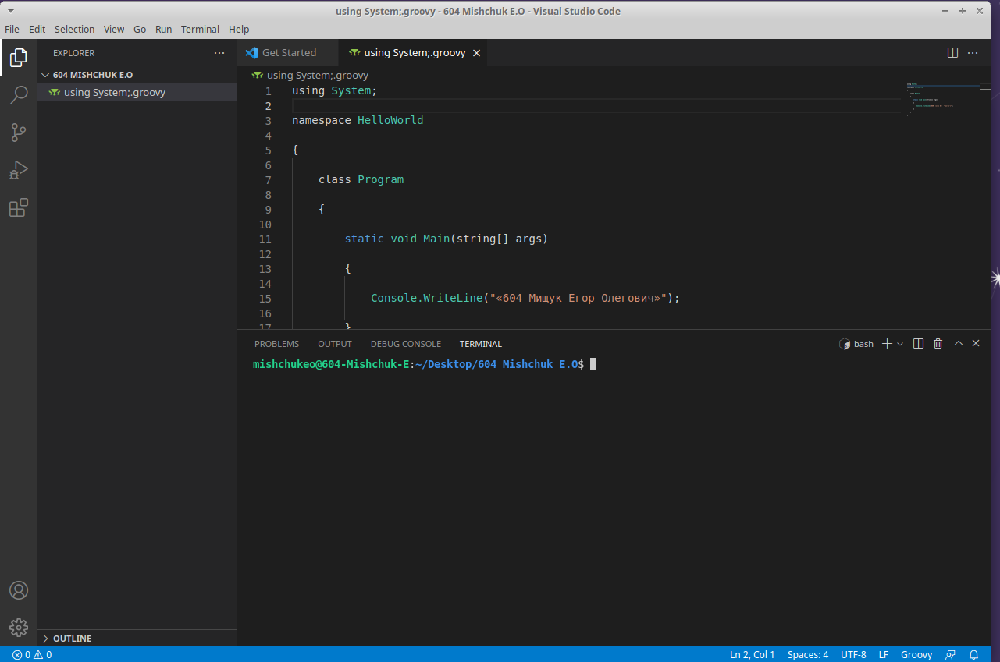 using System;.groovy - 604 Mishchuk E.O - Visual Studio Code
File Edit Selection View Go Run Terminal Help
EXPLORER
604 MISHCHUK E.O
using System;.groovy
OUTLINE
Get Started
using System;.groovy
using System;.groovy
1 using System;
2
3 namespace HelloWorld
4
5 {
6
7 class Program
8
9 {
10
11 static void Main(string[] args)
12
13 {
14
15 Console.WriteLine("«604 Мищук Егор Олегович»");
16
17 }
PROBLEMS OUTPUT DEBUG CONSOLE TERMINAL
bash
mishchukeo@604-Mishchuk-E:~/Desktop/604 Mishchuk E.O$
0 0
Ln 2, Col 1 Spaces: 4 UTF-8 LF Groovy